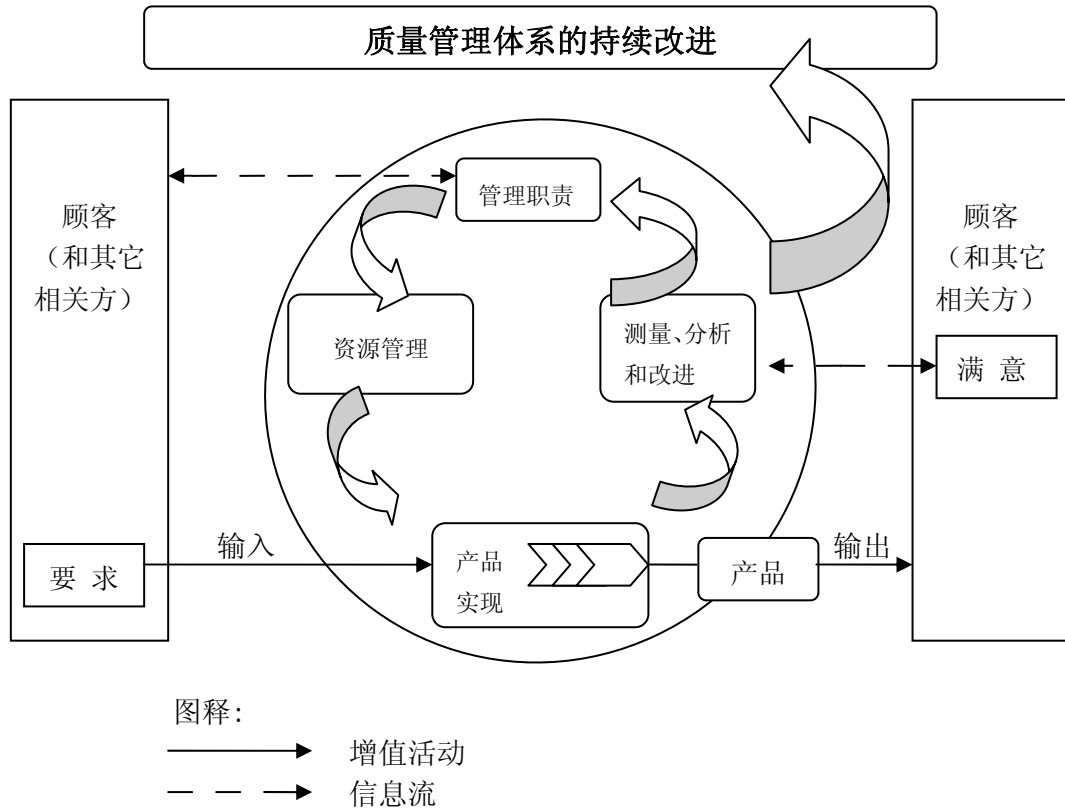 质量管理体系的持续改进
顾客
（和其它
相关方）
管理职责
顾客
（和其它
相关方）
资源管理
测量、分析
和改进
满 意
要 求
输入
产品
实现
产品
输出
图释:
增值活动
信息流